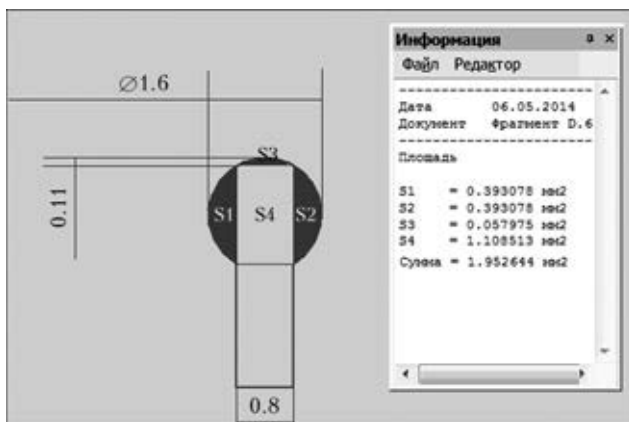 ∅1.6
S3
0.11
S1
S4
S2
0.8
Информация
Файл Редактор
Дата 06.05.2014
Документ Фрагмент D.6
Площадь
S1 = 0.393078 мм2
S2 = 0.393078 мм2
S3 = 0.057975 мм2
S4 = 1.108513 мм2
Сумма = 1.952644 мм2